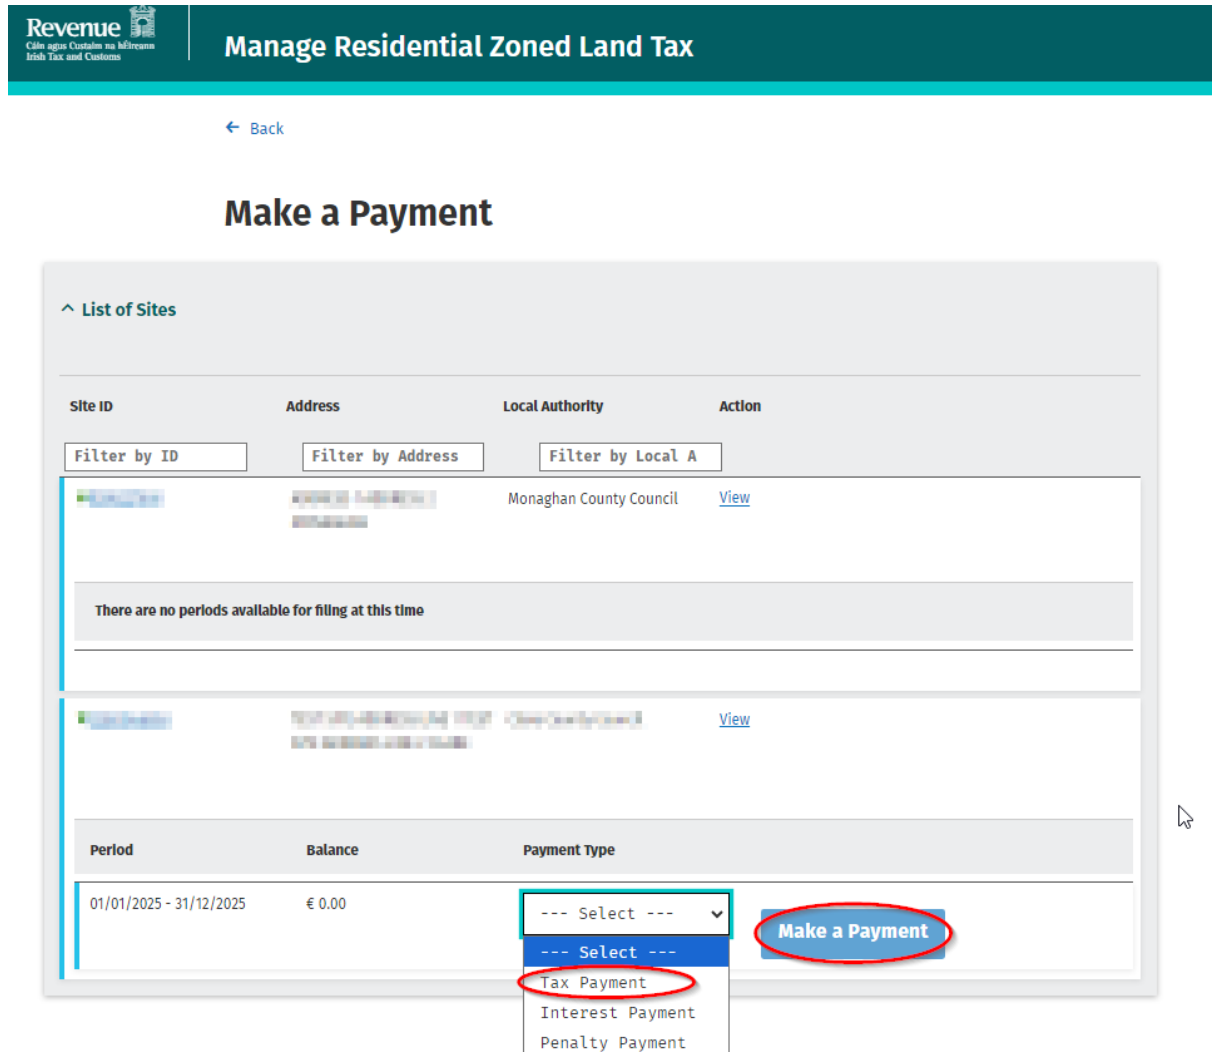 Revenue
Cáin agus Custaim na hÉireann
Irish Tax and Customs
Manage Residential Zoned Land Tax
← Back
Make a Payment
List of Sites
Site ID Address Local Authority Action
Filter by ID Filter by Address Filter by Local A
Monaghan County Council View
There are no periods available for filing at this time
View
Period Balance Payment Type
01/01/2025 - 31/12/2025 € 0.00 --- Select --- Make a Payment
--- Select ---
Tax Payment
Interest Payment
Penalty Payment